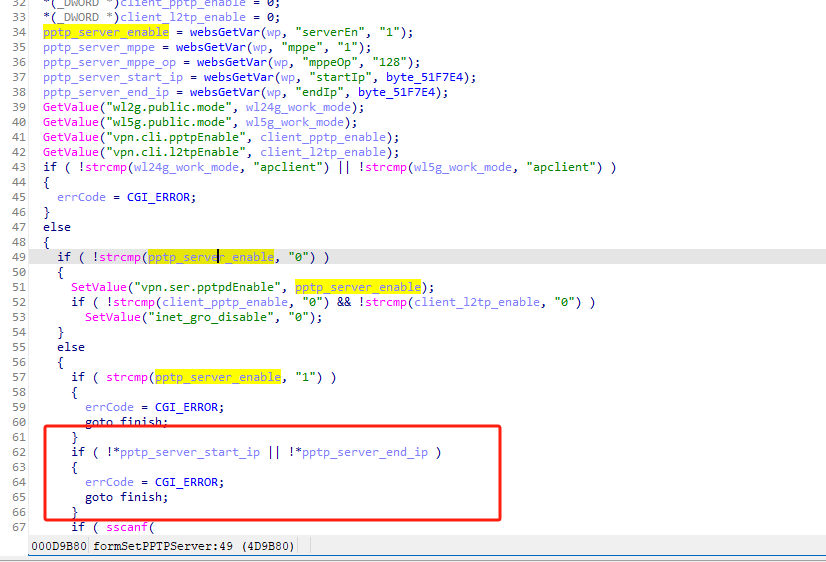 32 *(_DWORD *)client_pptp_enable = 0;
33 *(_DWORD *)client_l2tp_enable = 0;
34 pptp_server_enable = websGetVar(wp, "serverEn", "1");
35 pptp_server_mppe = websGetVar(wp, "mppe", "1");
36 pptp_server_mppe_op = websGetVar(wp, "mppeOp", "128");
37 pptp_server_start_ip = websGetVar(wp, "startIp", byte_51F7E4);
38 pptp_server_end_ip = websGetVar(wp, "endIp", byte_51F7E4);
39 GetValue("wl2g.public.mode", wl24g_work_mode);
40 GetValue("wl5g.public.mode", wl5g_work_mode);
41 GetValue("vpn.cli.pptpEnable", client_pptp_enable);
42 GetValue("vpn.cli.l2tpEnable", client_l2tp_enable);
43 if ( !strcmp(wl24g_work_mode, "apclient") || !strcmp(wl5g_work_mode, "apclient") )
44 {
45 errCode = CGI_ERROR;
46 }
47 else
48 {
49 if ( !strcmp(pptp_server_enable, "0") )
50 {
51 SetValue("vpn.ser.pptpdEnable", pptp_server_enable);
52 if ( !strcmp(client_pptp_enable, "0") && !strcmp(client_l2tp_enable, "0") )
53 SetValue("inet_gro_disable", "0");
54 }
55 else
56 {
57 if ( strcmp(pptp_server_enable, "1") )
58 {
59 errCode = CGI_ERROR;
60 goto finish;
61 }
62 if ( !*pptp_server_start_ip || !*pptp_server_end_ip )
63 {
64 errCode = CGI_ERROR;
65 goto finish;
66 }
67 if ( sscanf(
000D9B80 formSetPPTPServer:49 (4D9B80)